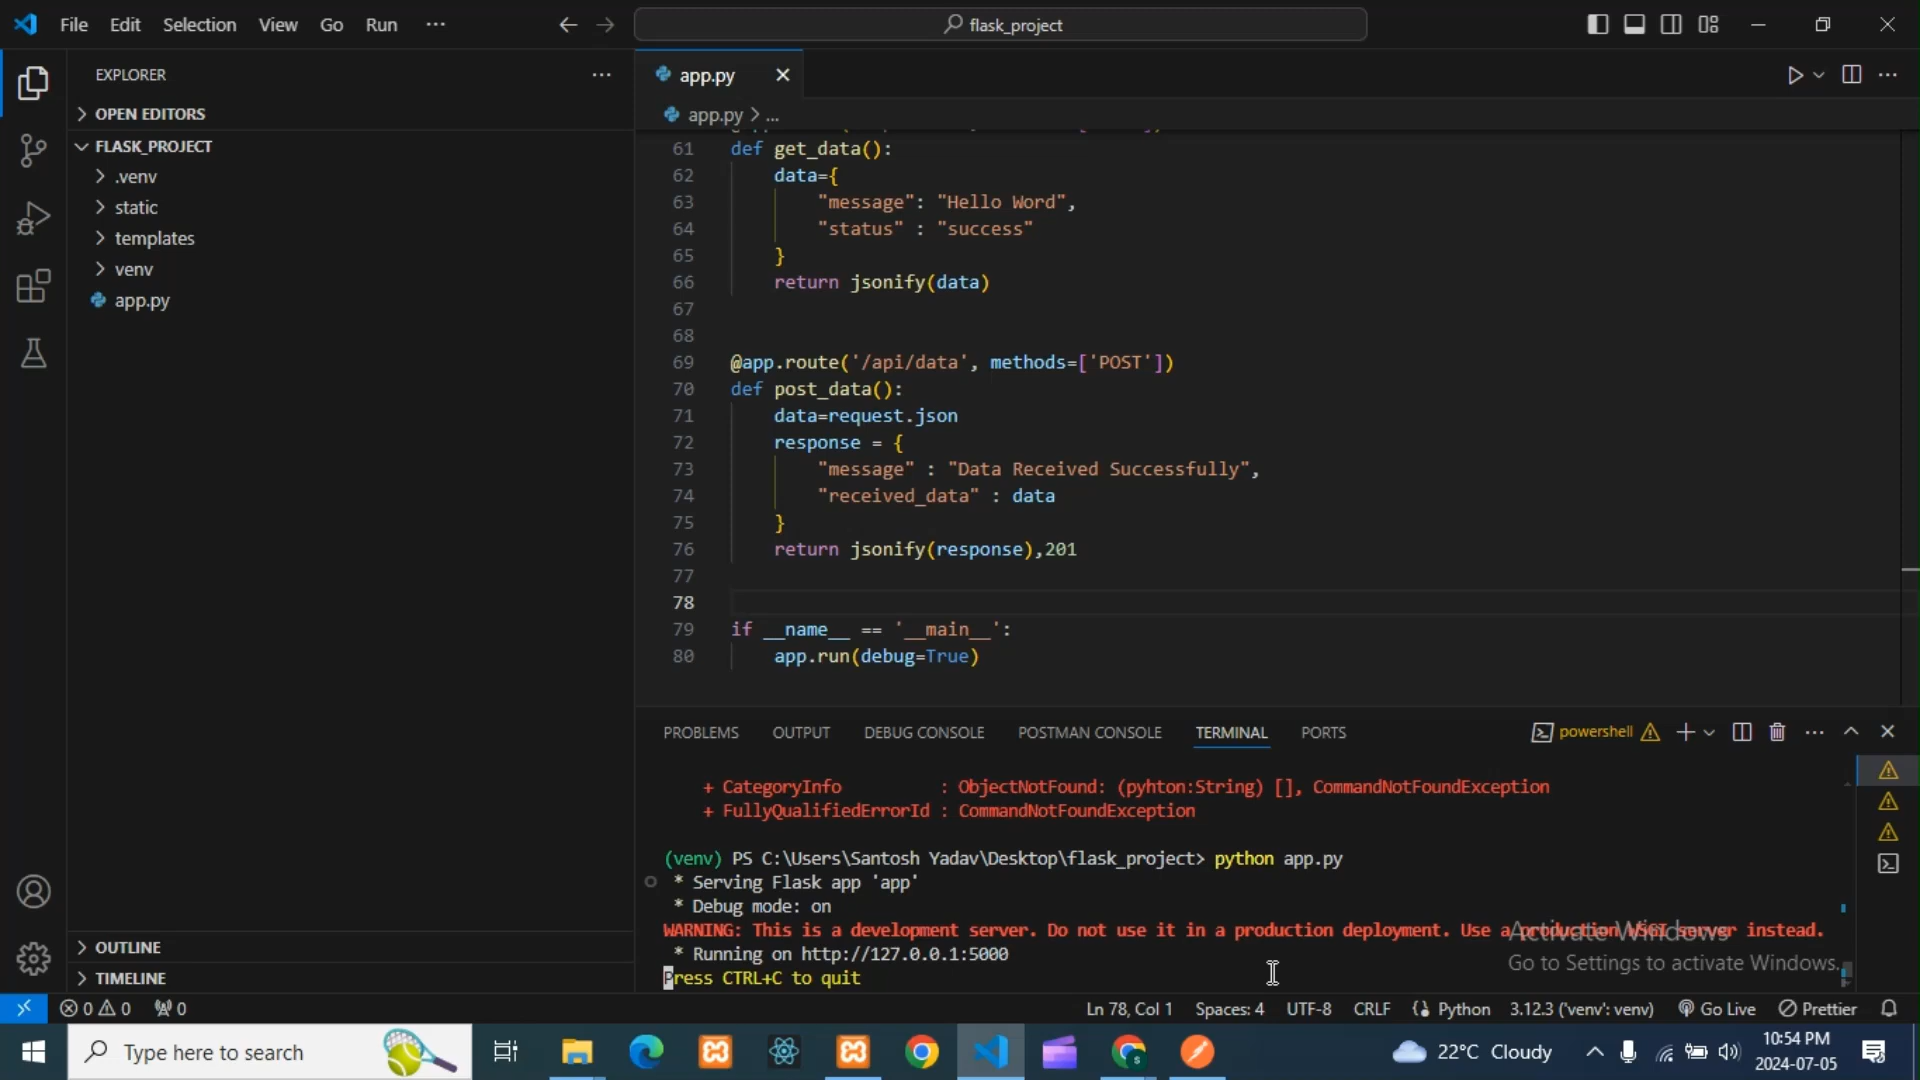 File Edit Selection View Go Run ···
flask_project
EXPLORER
OPEN EDITORS
FLASK_PROJECT
.venv
static
templates
venv
app.py
OUTLINE
TIMELINE
app.py
app.py > ...
61 def get_data():
62 data={
63 "message": "Hello Word",
64 "status" : "success"
65 }
66 return jsonify(data)
67
68
69 @app.route('/api/data', methods=['POST'])
70 def post_data():
71 data=request.json
72 response = {
73 "message" : "Data Received Successfully",
74 "received_data" : data
75 }
76 return jsonify(response),201
77
78
79 if __name__ == '__main__':
80 app.run(debug=True)
PROBLEMS OUTPUT DEBUG CONSOLE POSTMAN CONSOLE TERMINAL PORTS
powershell
+ CategoryInfo : ObjectNotFound: (pyhton:String) [], CommandNotFoundException
+ FullyQualifiedErrorId : CommandNotFoundException
(venv) PS C:\Users\Santosh Yadav\Desktop\flask_project> python app.py
* Serving Flask app 'app'
* Debug mode: on
WARNING: This is a development server. Do not use it in a production deployment. Use a production WSGI server instead.
* Running on http://127.0.0.1:5000
Press CTRL+C to quit
Activate Windows
Go to Settings to activate Windows.
0 0 0 Ln 78, Col 1 Spaces: 4 UTF-8 CRLF Python 3.12.3 ('venv': venv) Go Live Prettier
Type here to search
22°C Cloudy
10:54 PM
2024-07-05